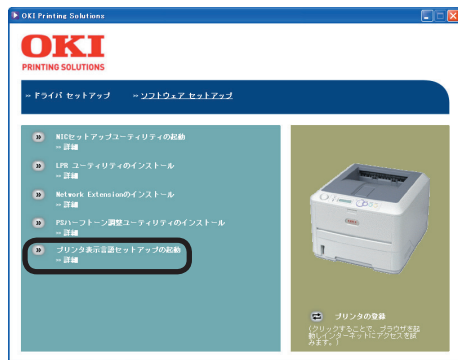 OKI Printing Solutions
OKI
PRINTING SOLUTIONS
ドライバ セットアップ
ソフトウェア セットアップ
NICセットアップユーティリティの起動
詳細
LPR ユーティリティのインストール
詳細
Network Extensionのインストール
詳細
PSハーフトーン調整ユーティリティのインストール
詳細
プリンタ表示言語セットアップの起動
詳細
プリンタの登録
(クリックすることで、ブラウザを起
動しインターネットにアクセスを試
みます。)